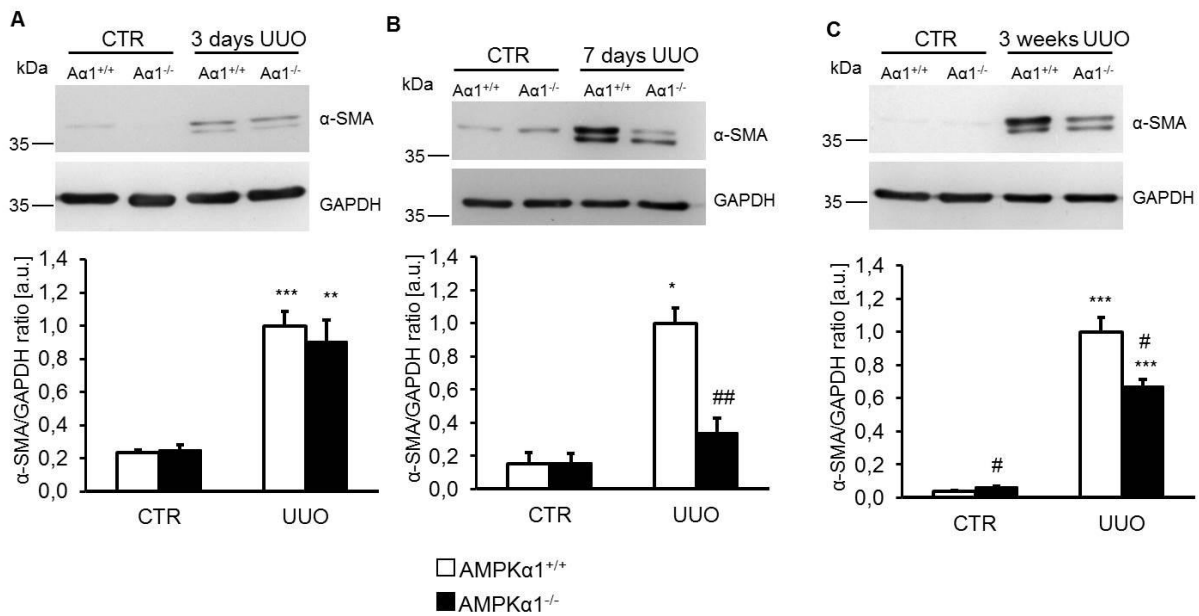 A
CTR 3 days UUO
kDa Aα1+/+ Aα1-/- Aα1+/+ Aα1-/-
α-SMA
35
35 GAPDH
α-SMA/GAPDH ratio [a.u.]
1,4
1,2
1,0
0,8
0,6
0,4
0,2
0,0
*** **
CTR UUO
B
CTR 7 days UUO
kDa Aα1+/+ Aα1-/- Aα1+/+ Aα1-/-
α-SMA
35
GAPDH
35
α-SMA/GAPDH ratio [a.u.]
1,4
1,2
1,0
0,8
0,6
0,4
0,2
0,0
*
##
CTR UUO
C
CTR 3 weeks UUO
kDa Aα1+/+ Aα1-/- Aα1+/+ Aα1-/-
α-SMA
35
35 GAPDH
α-SMA/GAPDH ratio [a.u.]
1,4
1,2
1,0
0,8
0,6
0,4
0,2
0,0
#
***
#
***
CTR UUO
AMPKα1+/+
AMPKα1-/-